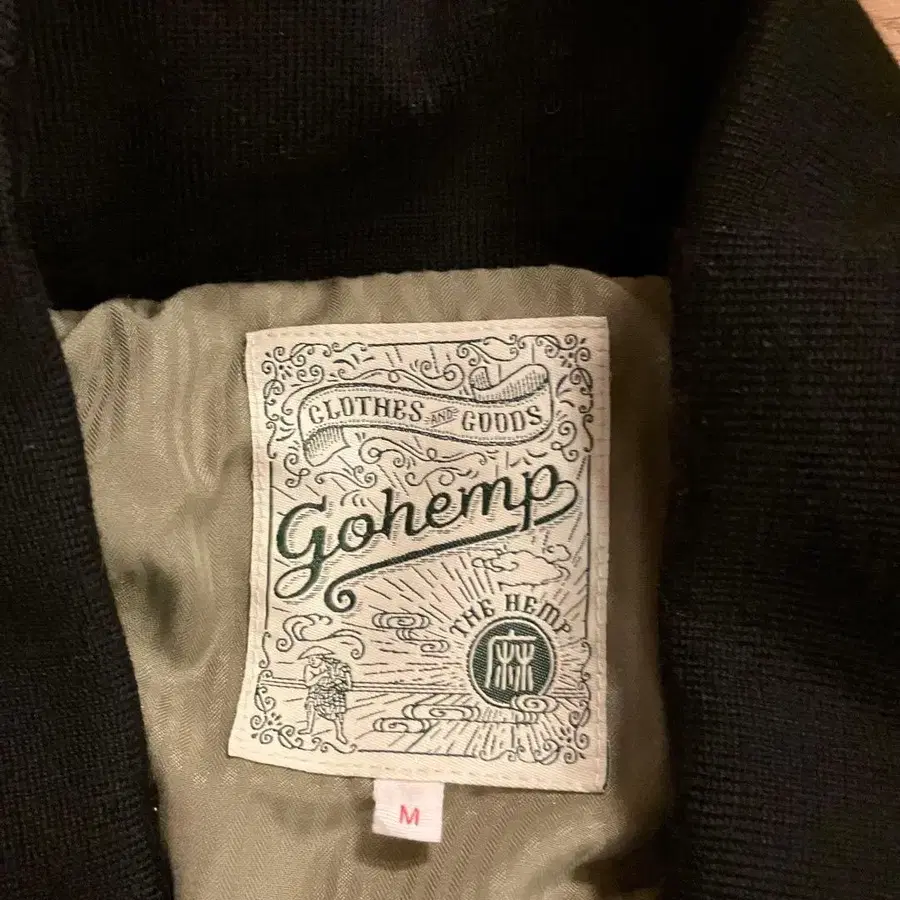 CLOTHES AND GOODS
gohemp
THE HEMP
麻
M